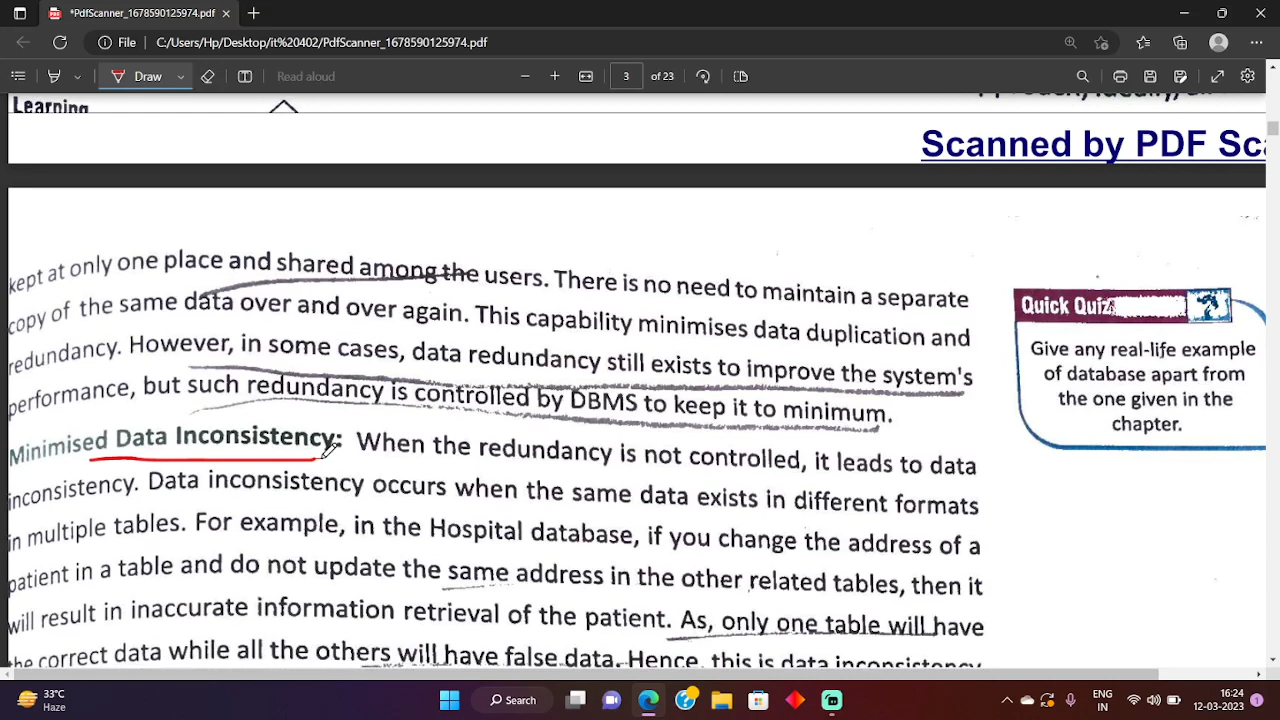 *PdfScanner_1678590125974.pdf
File C:/Users/Hp/Desktop/it%20402/PdfScanner_1678590125974.pdf
Draw Read aloud 3 of 23
Learning
Scanned by PDF Sca
kept at only one place and shared among the users. There is no need to maintain a separate
copy of the same data over and over again. This capability minimises data duplication and
redundancy. However, in some cases, data redundancy still exists to improve the system's
performance, but such redundancy is controlled by DBMS to keep it to minimum.
Minimised Data Inconsistency: When the redundancy is not controlled, it leads to data
inconsistency. Data inconsistency occurs when the same data exists in different formats
in multiple tables. For example, in the Hospital database, if you change the address of a
patient in a table and do not update the same address in the other related tables, then it
will result in inaccurate information retrieval of the patient. As, only one table will have
the correct data while all the others will have false data. Hence, this is data inconsistency
Quick Quiz
Give any real-life example
of database apart from
the one given in the
chapter.
33°C
Haze
Search
ENG
IN
16:24
12-03-2023
1